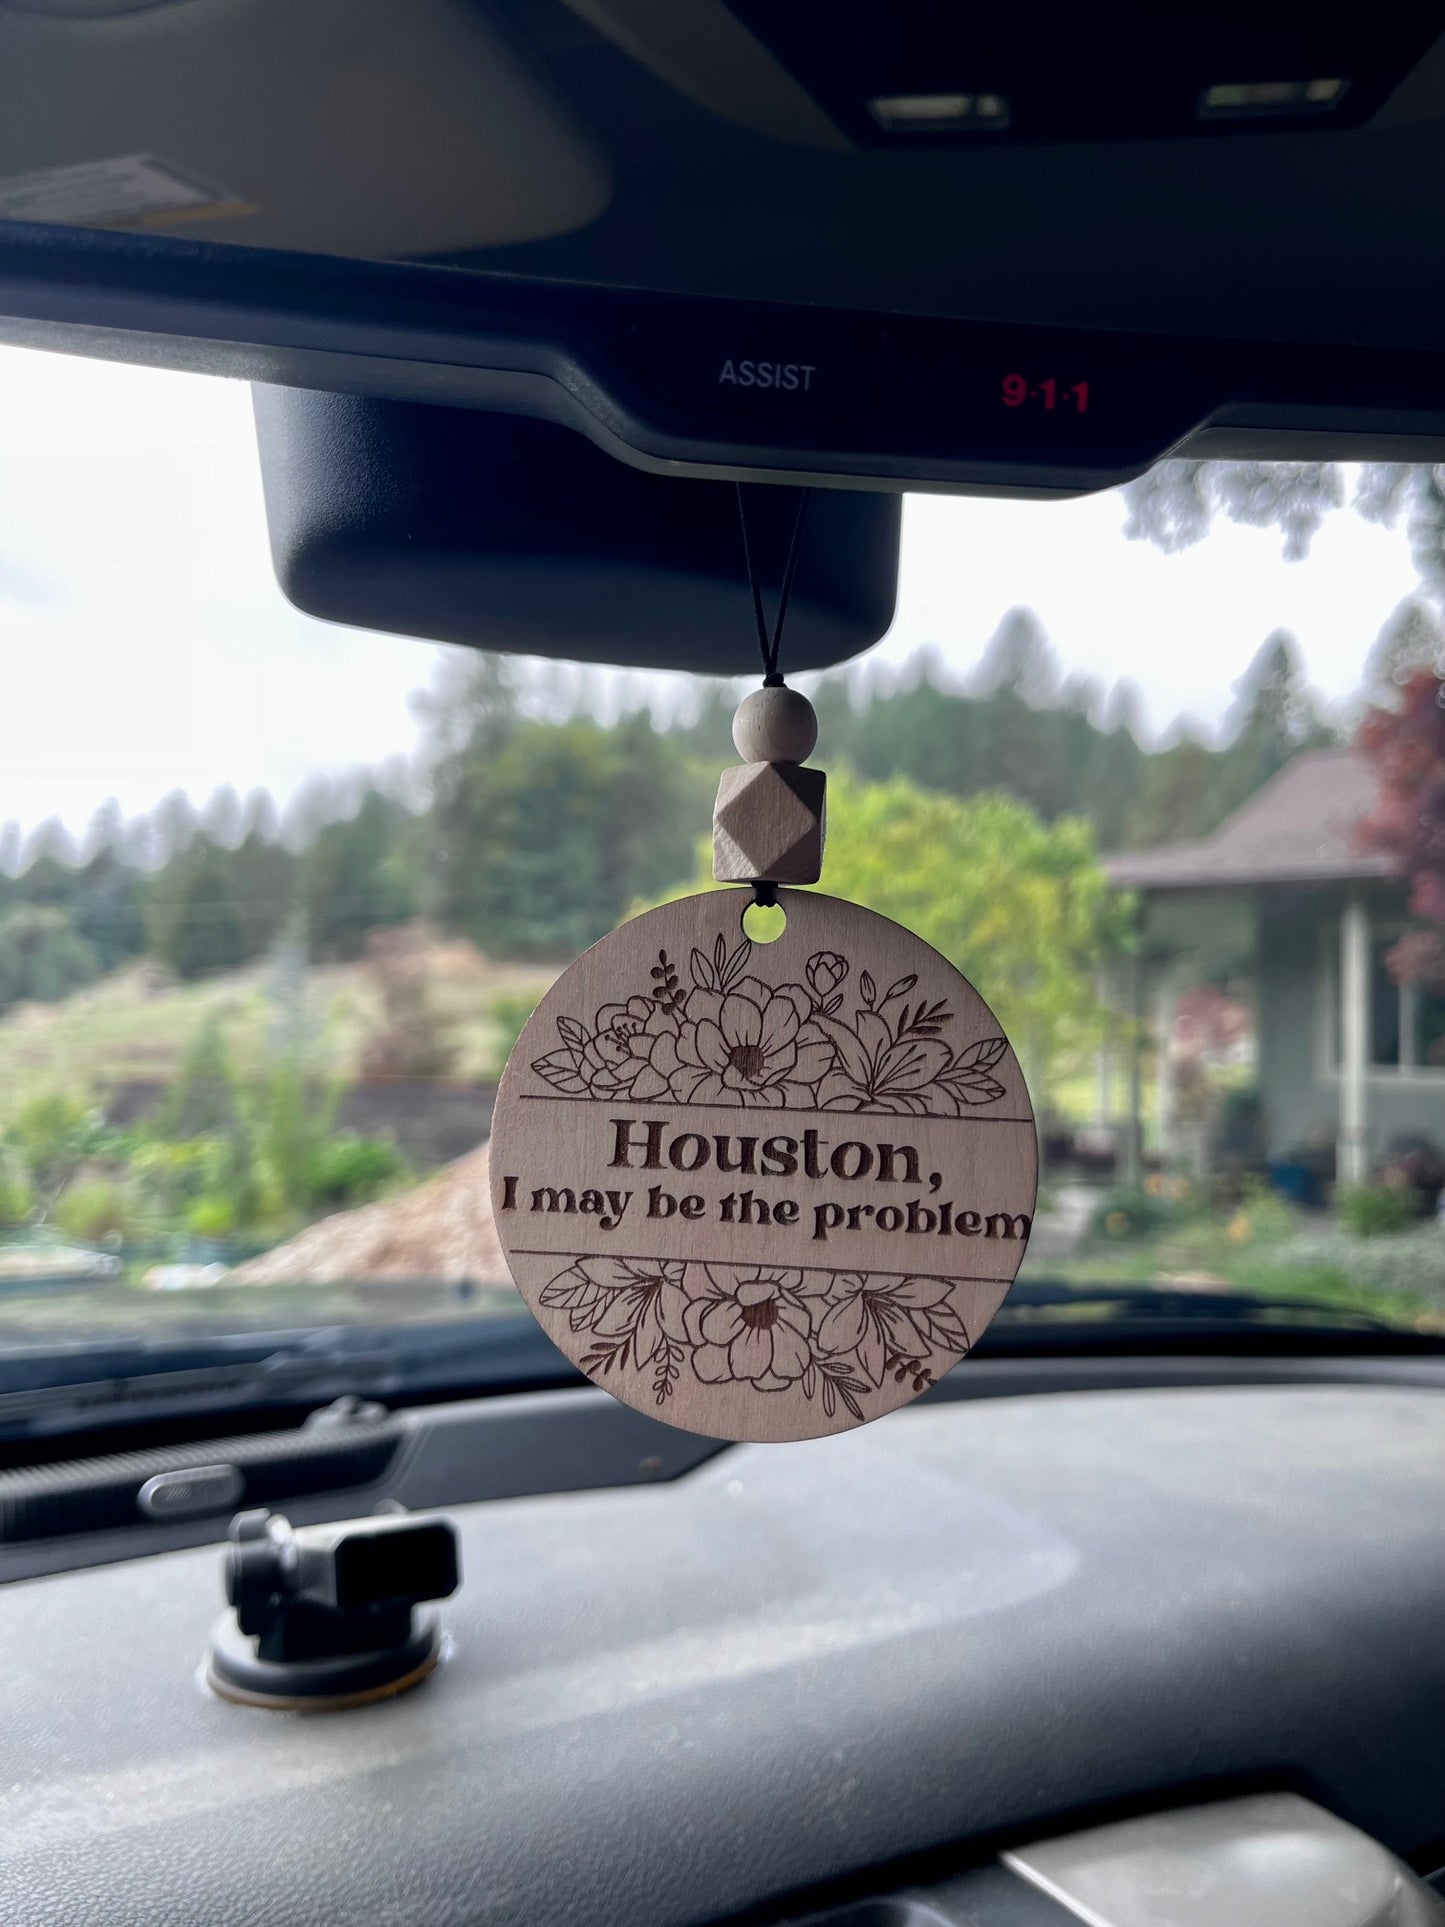 ASSIST 9·1·1
Houston,
I may be the problem